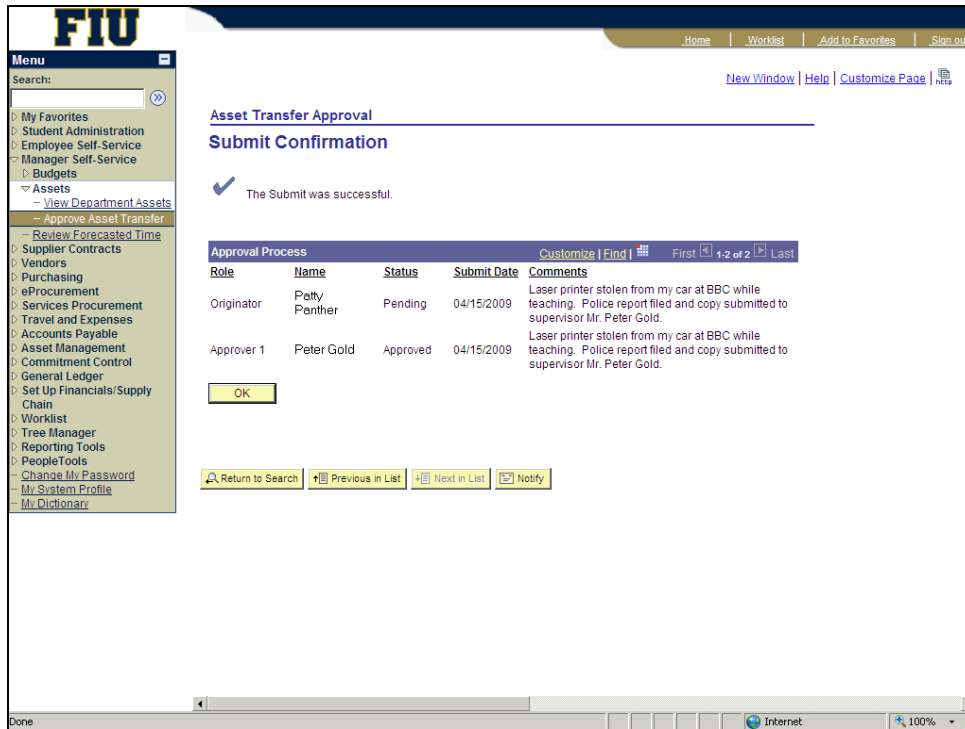 FIU
Home | Worklist | Add to Favorites | Sign ou
Menu
Search:
New Window | Help | Customize Page | http
My Favorites
Student Administration
Employee Self-Service
Manager Self-Service
Budgets
Assets
View Department Assets
Approve Asset Transfer
Review Forecasted Time
Supplier Contracts
Vendors
Purchasing
eProcurement
Services Procurement
Travel and Expenses
Accounts Payable
Asset Management
Commitment Control
General Ledger
Set Up Financials/Supply
Chain
Worklist
Tree Manager
Reporting Tools
PeopleTools
Change My Password
My System Profile
My Dictionary
Asset Transfer Approval
Submit Confirmation
The Submit was successful.
Approval Process Customize | Find | First 1-2 of 2 Last
Role Name Status Submit Date Comments
Originator Patty Panther Pending 04/15/2009 Laser printer stolen from my car at BBC while
teaching. Police report filed and copy submitted to
supervisor Mr. Peter Gold.
Approver 1 Peter Gold Approved 04/15/2009 Laser printer stolen from my car at BBC while
teaching. Police report filed and copy submitted to
supervisor Mr. Peter Gold.
OK
Return to Search Previous in List Next in List Notify
Done Internet 100%